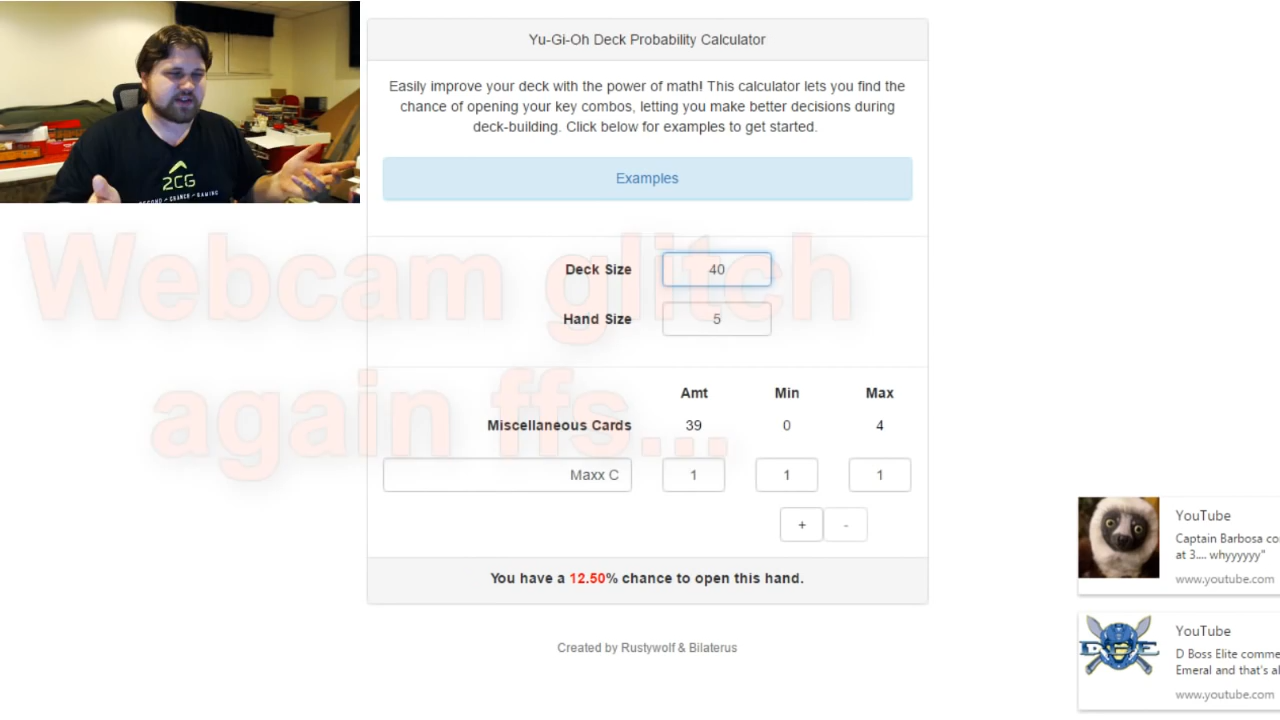 Yu-Gi-Oh Deck Probability Calculator
Easily improve your deck with the power of math! This calculator lets you find the
chance of opening your key combos, letting you make better decisions during
deck-building. Click below for examples to get started.
Examples
2CG
SECOND CHANCE GAMING
Webcam glitch
again ffs...
Deck Size 40
Hand Size 5
Amt Min Max
Miscellaneous Cards 39 0 4
Maxx C 1 1 1
+ -
You have a 12.50% chance to open this hand.
Created by Rustywolf & Bilaterus
YouTube
Captain Barbosa co
at 3.... whyyyyyy"
www.youtube.com
YouTube
D Boss Elite comme
Emeral and that's al
www.youtube.com